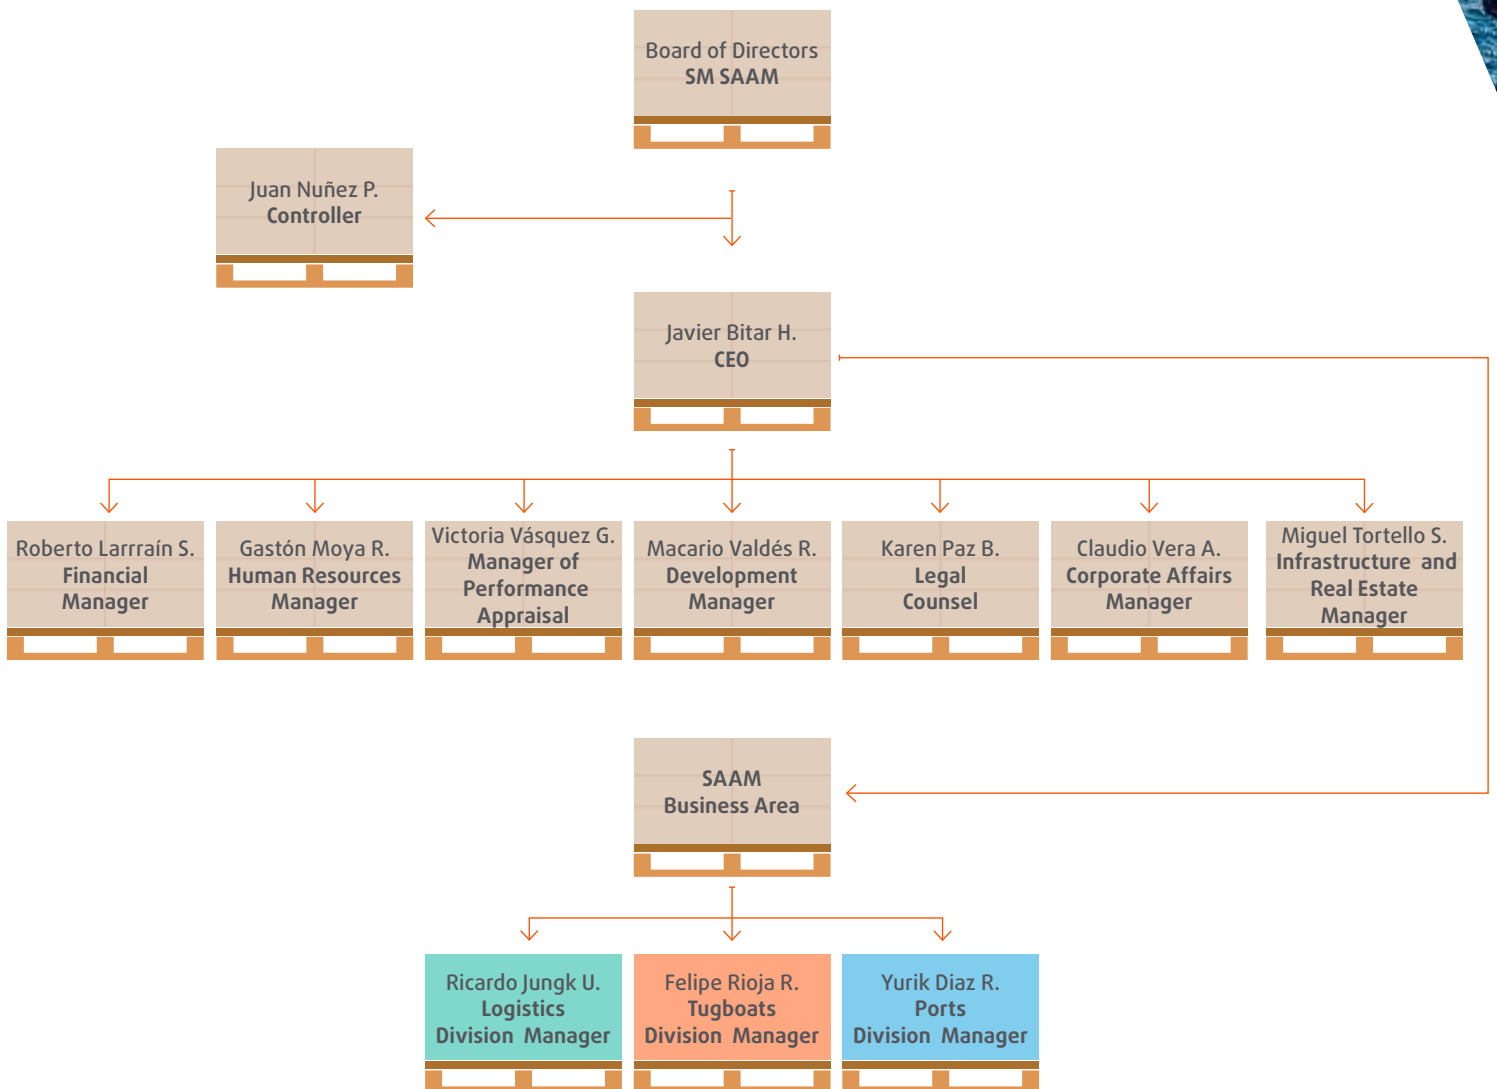 Board of Directors
SM SAAM
Juan Nuñez P.
Controller
Javier Bitar H.
CEO
Roberto Larrraín S.
Financial
Manager
Gastón Moya R.
Human Resources
Manager
Victoria Vásquez G.
Manager of
Performance
Appraisal
Macario Valdés R.
Development
Manager
Karen Paz B.
Legal
Counsel
Claudio Vera A.
Corporate Affairs
Manager
Miguel Tortello S.
Infrastructure and
Real Estate
Manager
SAAM
Business Area
Ricardo Jungk U.
Logistics
Division Manager
Felipe Rioja R.
Tugboats
Division Manager
Yurik Diaz R.
Ports
Division Manager